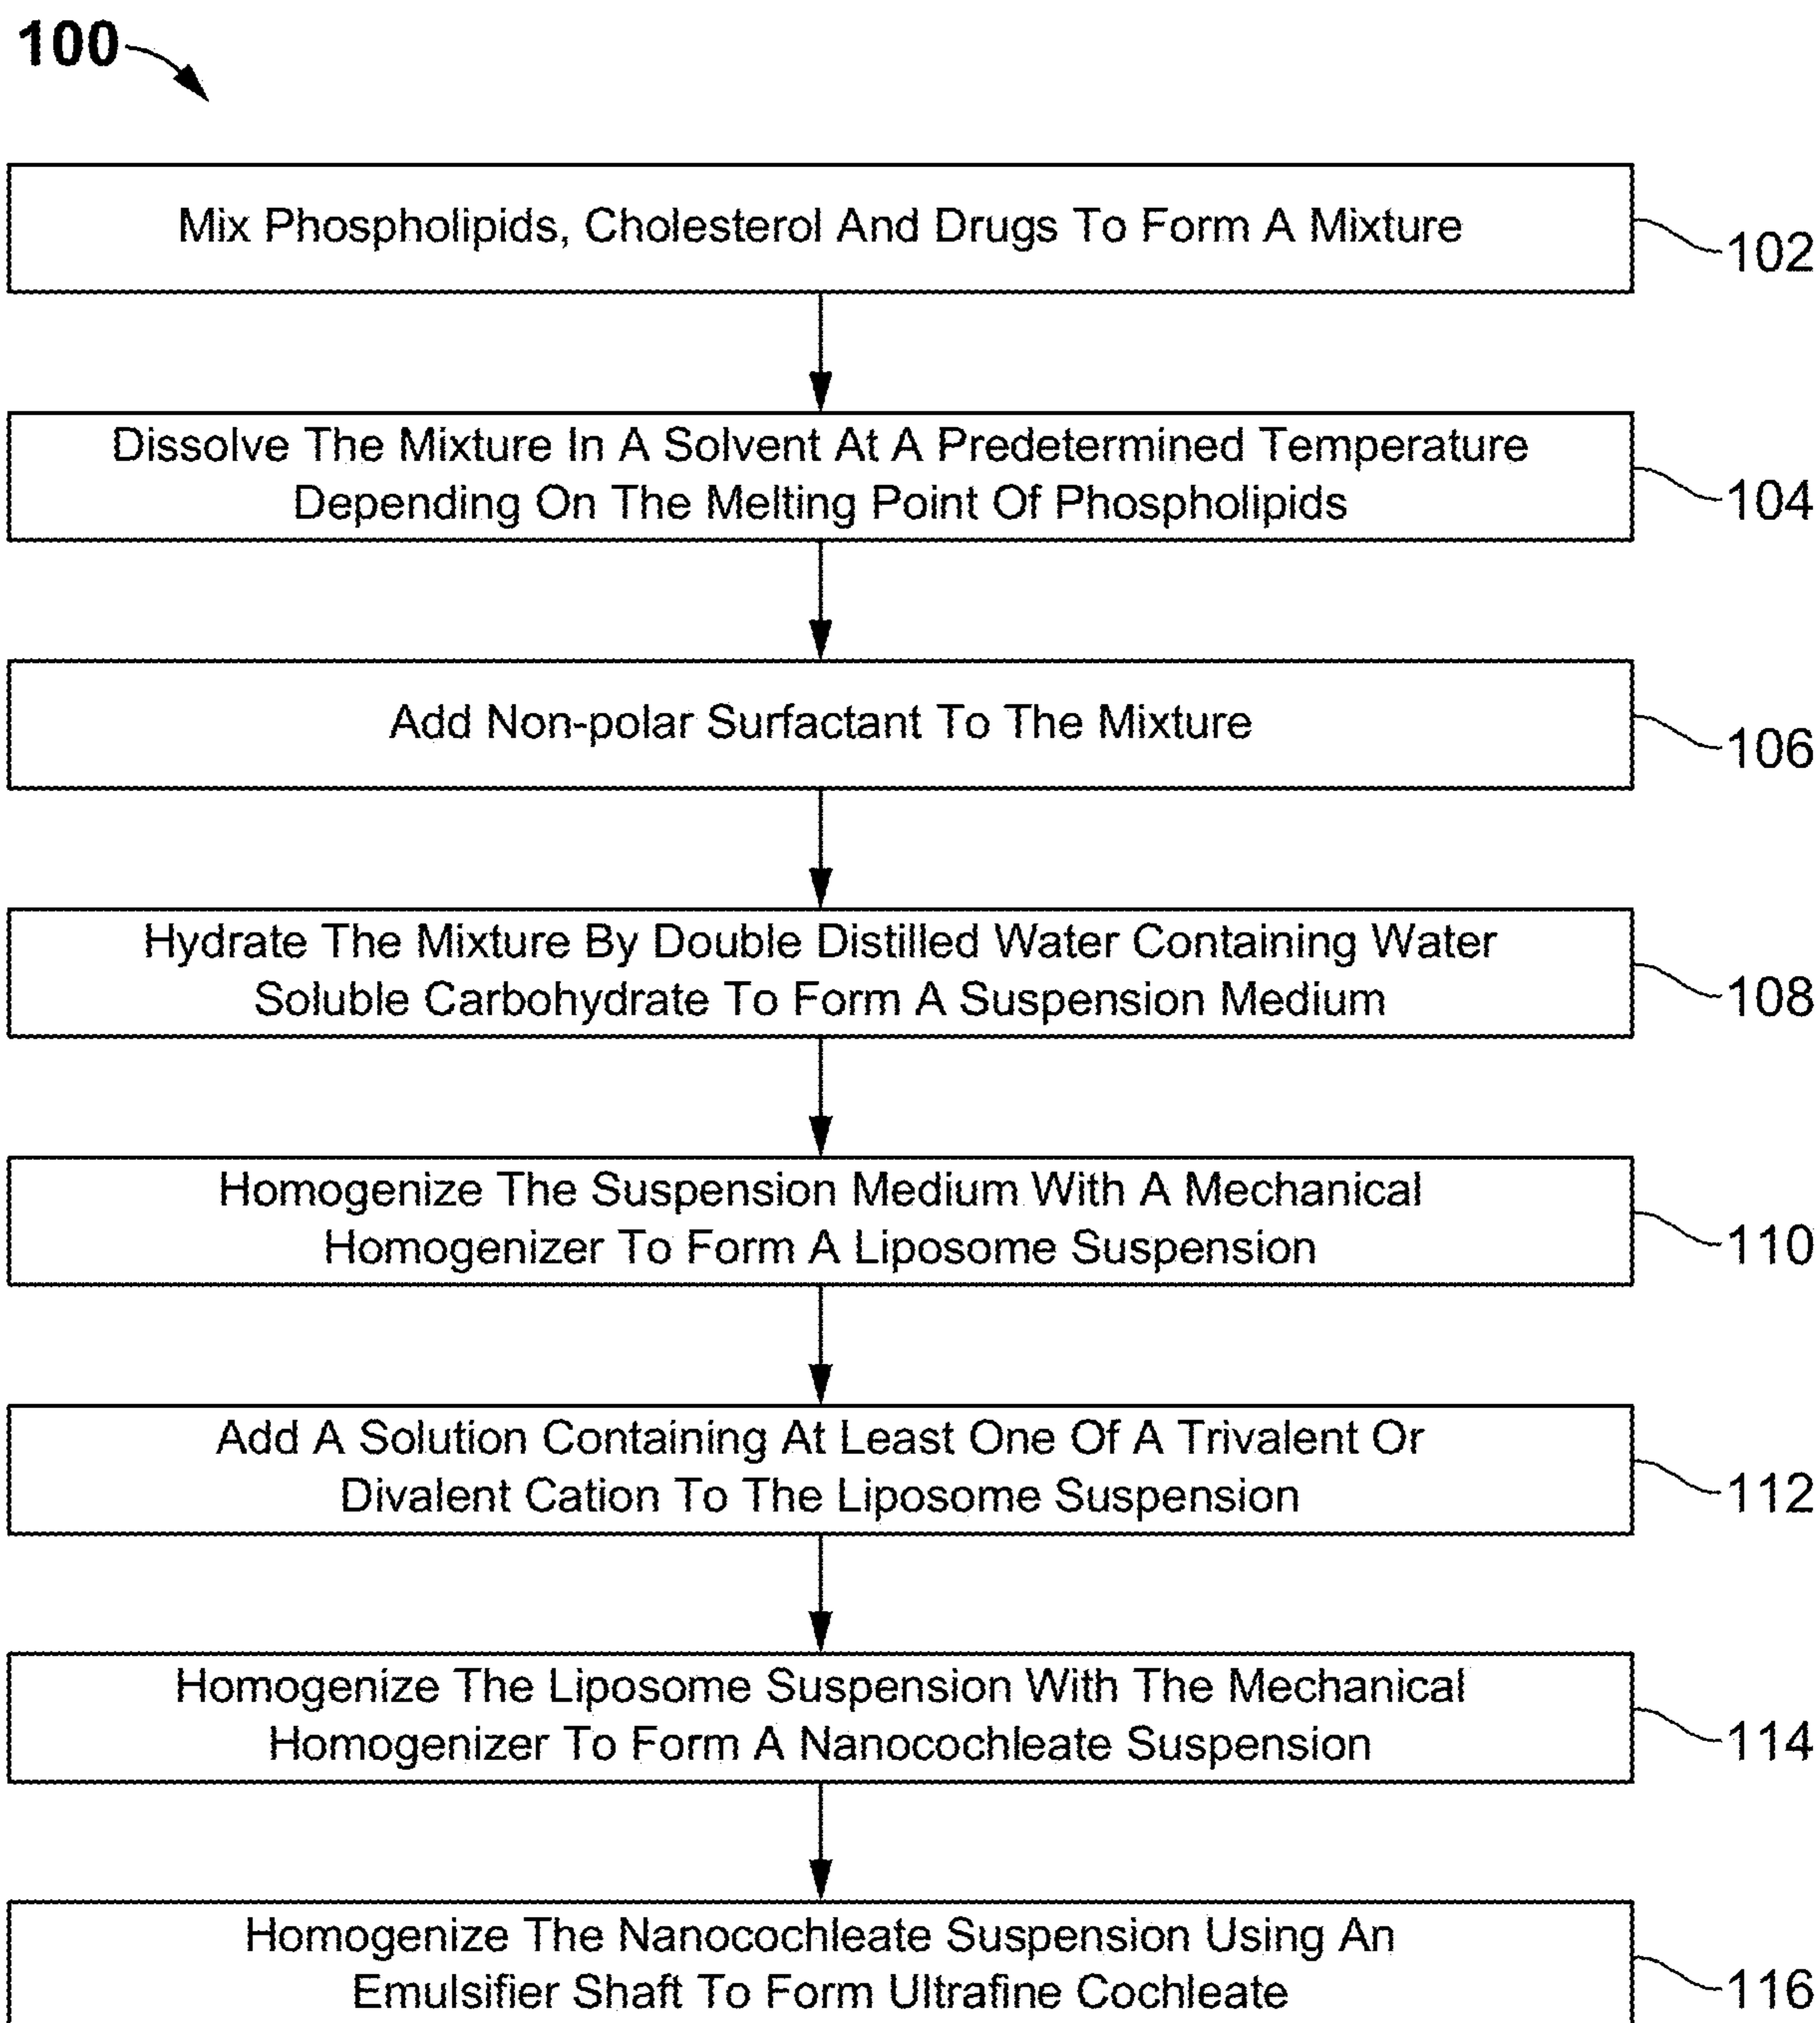 100
Mix Phospholipids, Cholesterol And Drugs To Form A Mixture
102
Dissolve The Mixture In A Solvent At A Predetermined Temperature
Depending On The Melting Point Of Phospholipids
104
Add Non-polar Surfactant To The Mixture
106
Hydrate The Mixture By Double Distilled Water Containing Water
Soluble Carbohydrate To Form A Suspension Medium
108
Homogenize The Suspension Medium With A Mechanical
Homogenizer To Form A Liposome Suspension
110
Add A Solution Containing At Least One Of A Trivalent Or
Divalent Cation To The Liposome Suspension
112
Homogenize The Liposome Suspension With The Mechanical
Homogenizer To Form A Nanocochleate Suspension
114
Homogenize The Nanocochleate Suspension Using An
Emulsifier Shaft To Form Ultrafine Cochleate
116